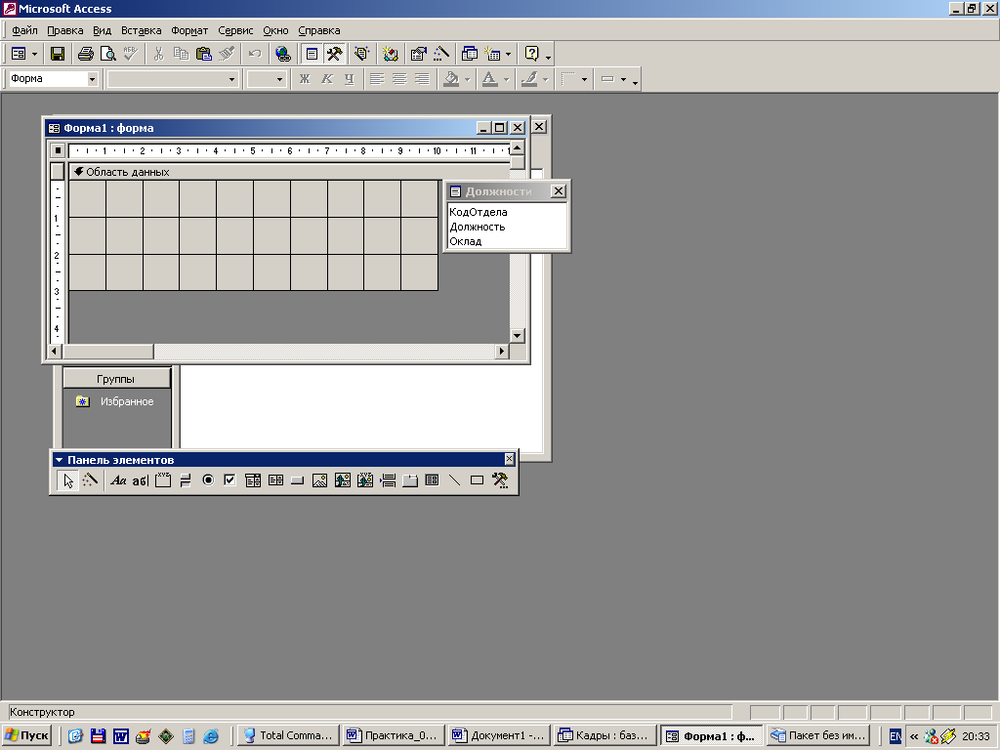 Microsoft Access
Файл Правка Вид Вставка Формат Сервис Окно Справка
Форма Ж К Ч
Форма1 : форма
1 2 3 4 5 6 7 8 9 10 11
Область данных
1
2
3
4
Должности
КодОтдела
Должность
Оклад
Группы
Избранное
Панель элементов
Aa аб|
Конструктор
Пуск Total Comma... Практика_0... Документ1 -... Кадры : баз... Форма1 : ф... Пакет без им... EN « 20:33